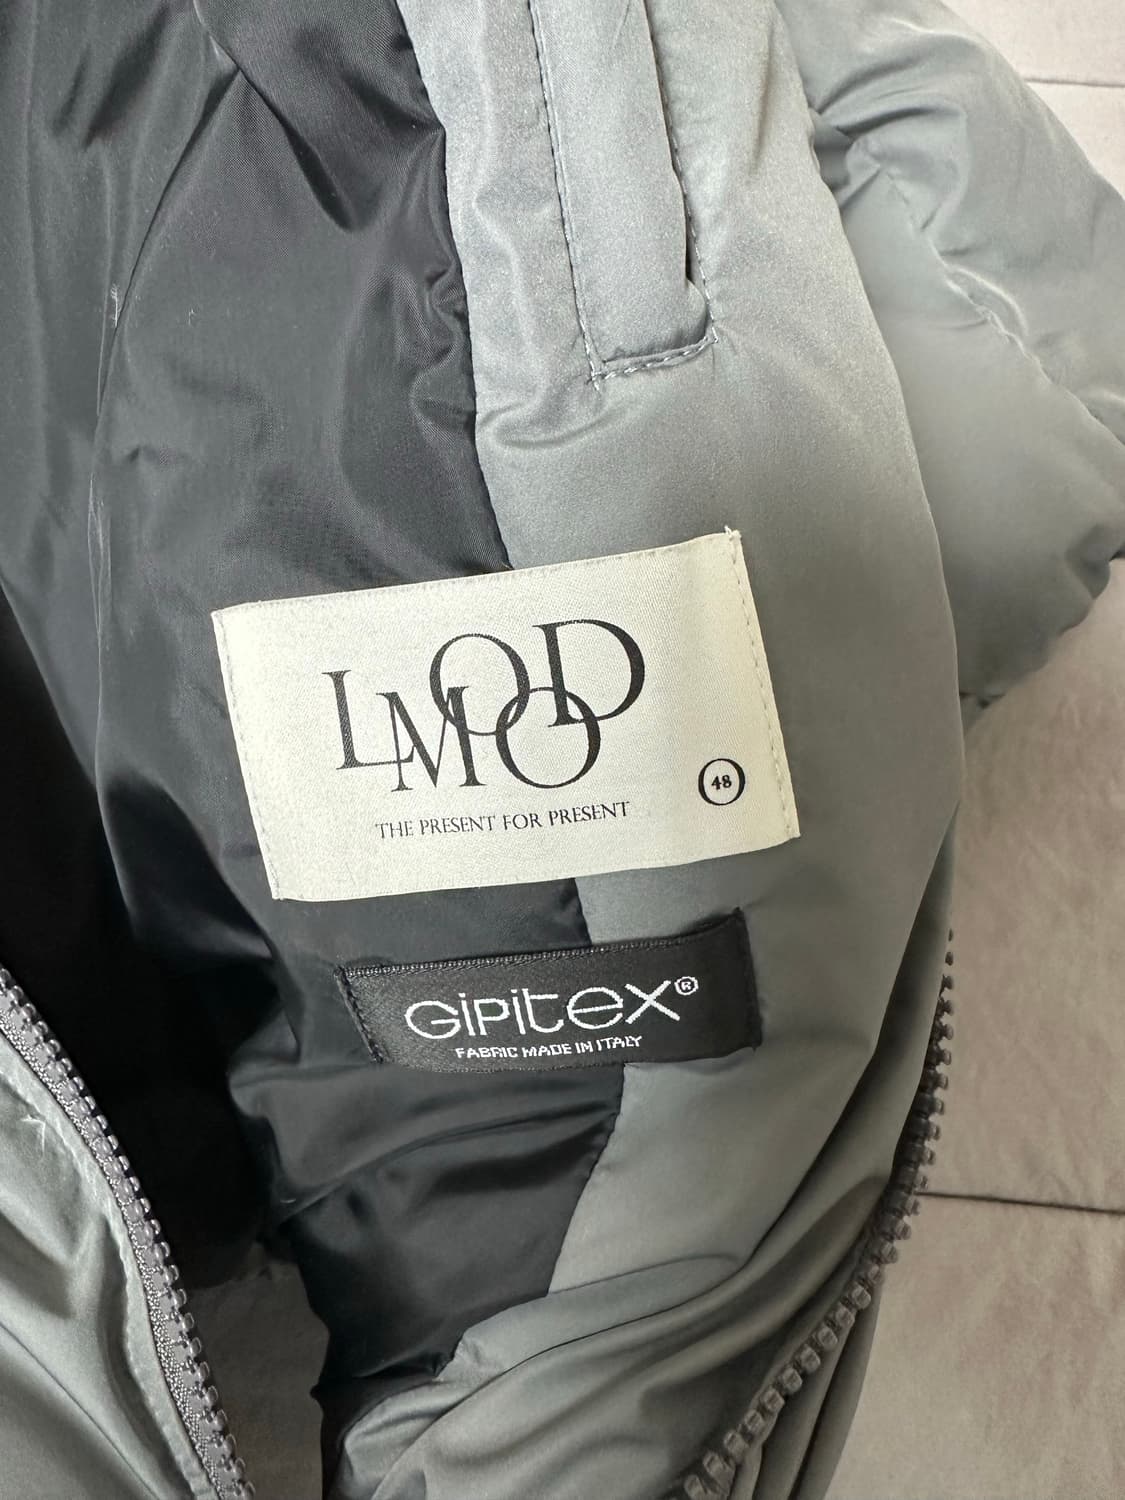 LMOOD
THE PRESENT FOR PRESENT
48
GiPitex®
FABRIC MADE IN ITALY